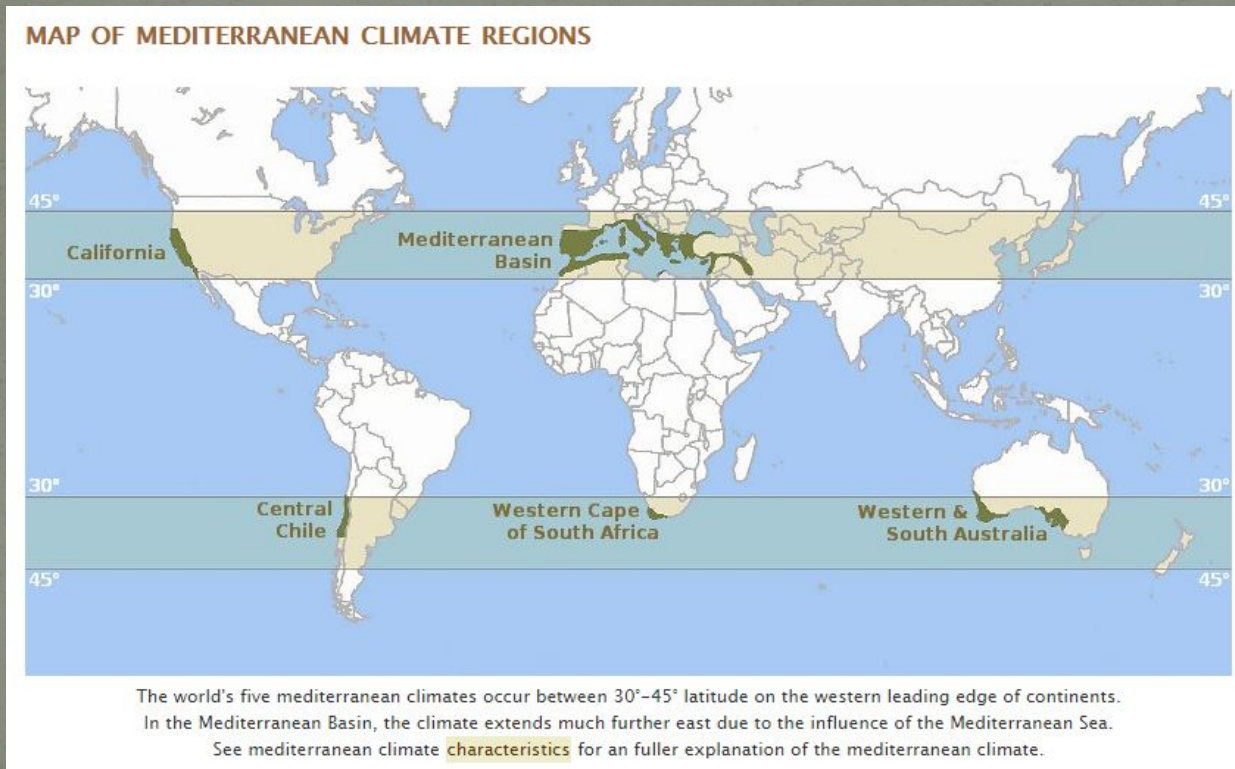 MAP OF MEDITERRANEAN CLIMATE REGIONS
45°
45°
California
Mediterranean
Basin
30°
30°
30°
30°
Central
Chile
Western Cape
of South Africa
Western &
South Australia
45°
45°
The world's five mediterranean climates occur between 30°–45° latitude on the western leading edge of continents.
In the Mediterranean Basin, the climate extends much further east due to the influence of the Mediterranean Sea.
See mediterranean climate characteristics for an fuller explanation of the mediterranean climate.